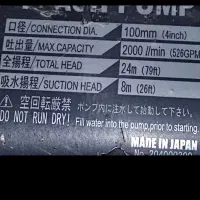 PUMP
口径/CONNECTION DIA. 100mm (4inch)
吐出量/MAX.CAPACITY 2000 l/min (526GPM
全揚程/TOTAL HEAD 24m (79ft)
吸水揚程/SUCTION HEAD 8m (26ft)
空回転厳禁 ポンプ内に注水して始動して下さい。
DO NOT RUN DRY! Fill water into the pump prior to starting.
MADE IN JAPAN
No.